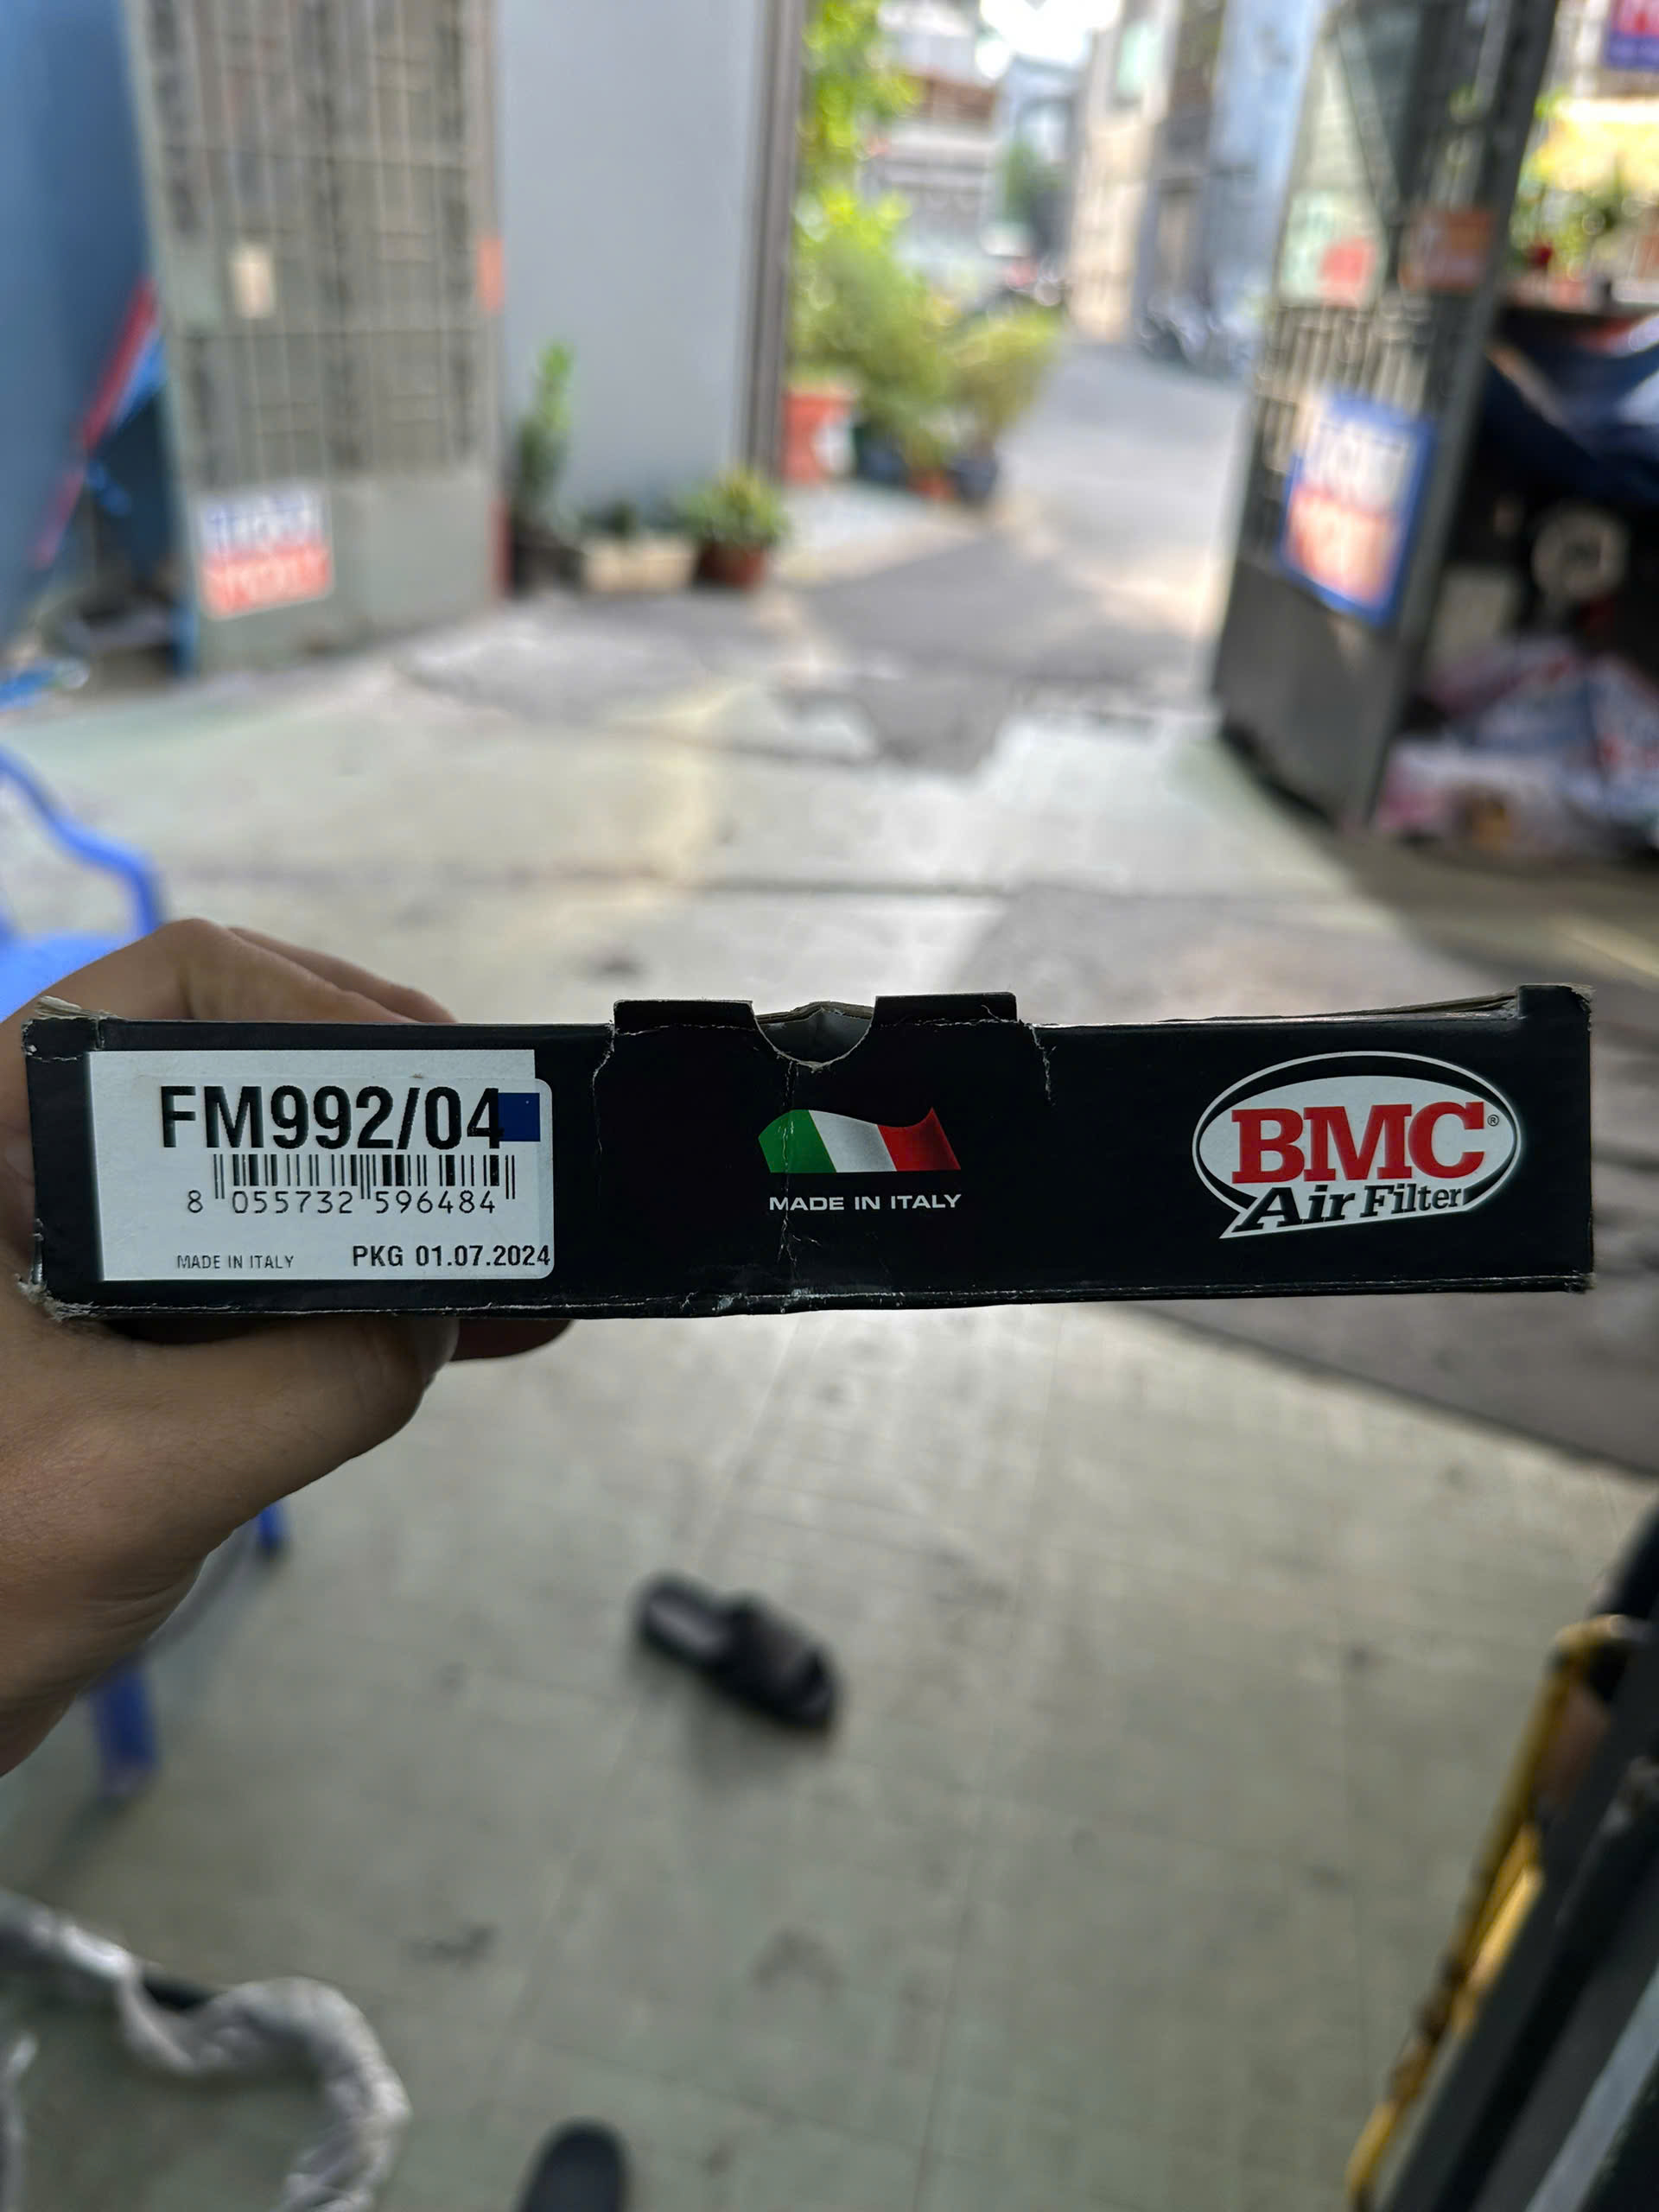 FM992/04
8 055732 596484
MADE IN ITALY PKG 01.07.2024
MADE IN ITALY
BMC®
Air Filter